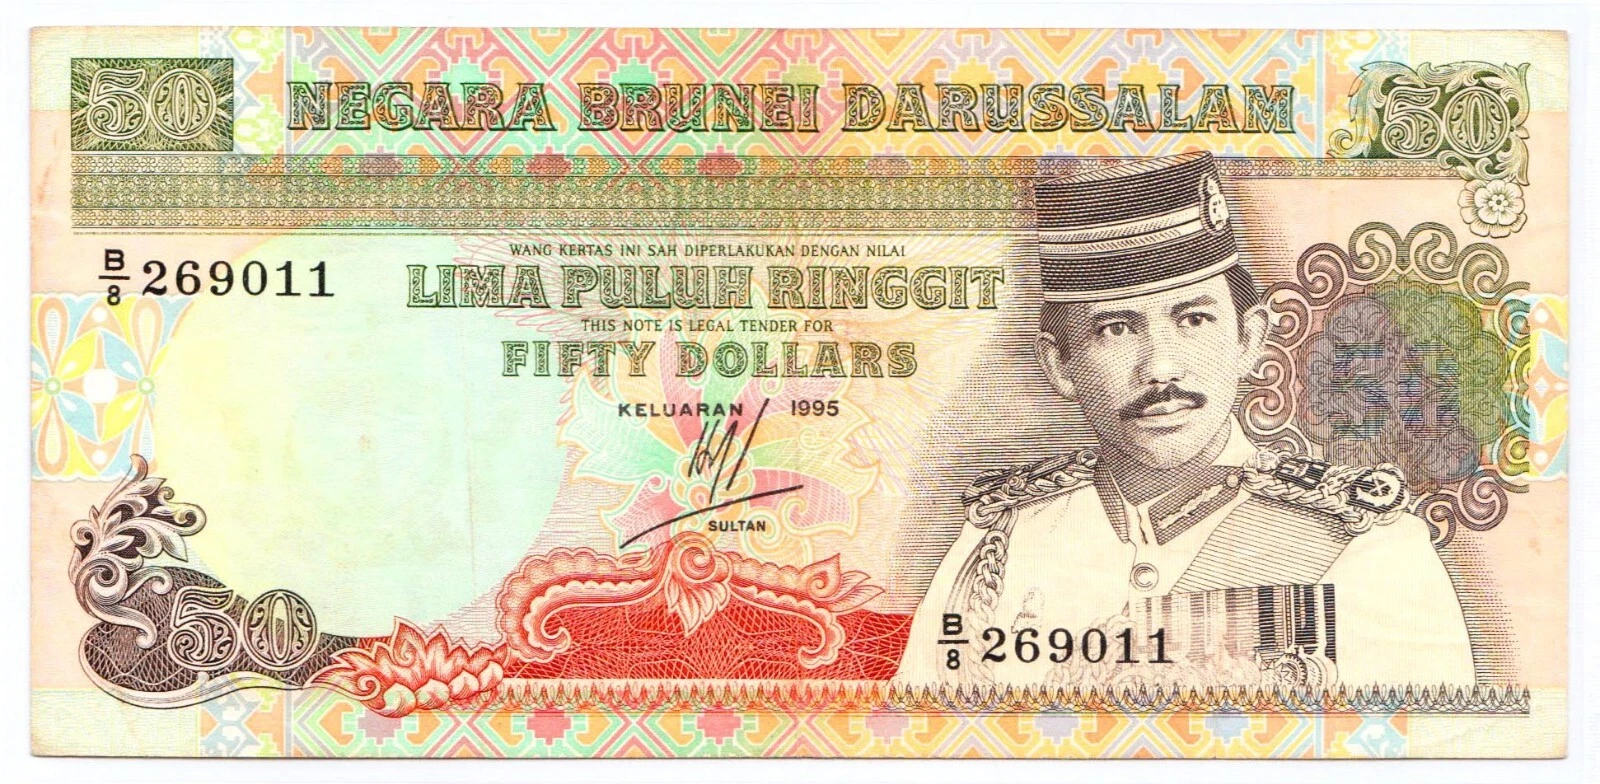 50 NEGARA BRUNEI DARUSSALAM 50
WANG KERTAS INI SAH DIPERLAKUKAN DENGAN NILAI
B/8 269011
LIMA PULUH RINGGIT
THIS NOTE IS LEGAL TENDER FOR
FIFTY DOLLARS
50
KELUARAN 1995
SULTAN
50
B/8 269011